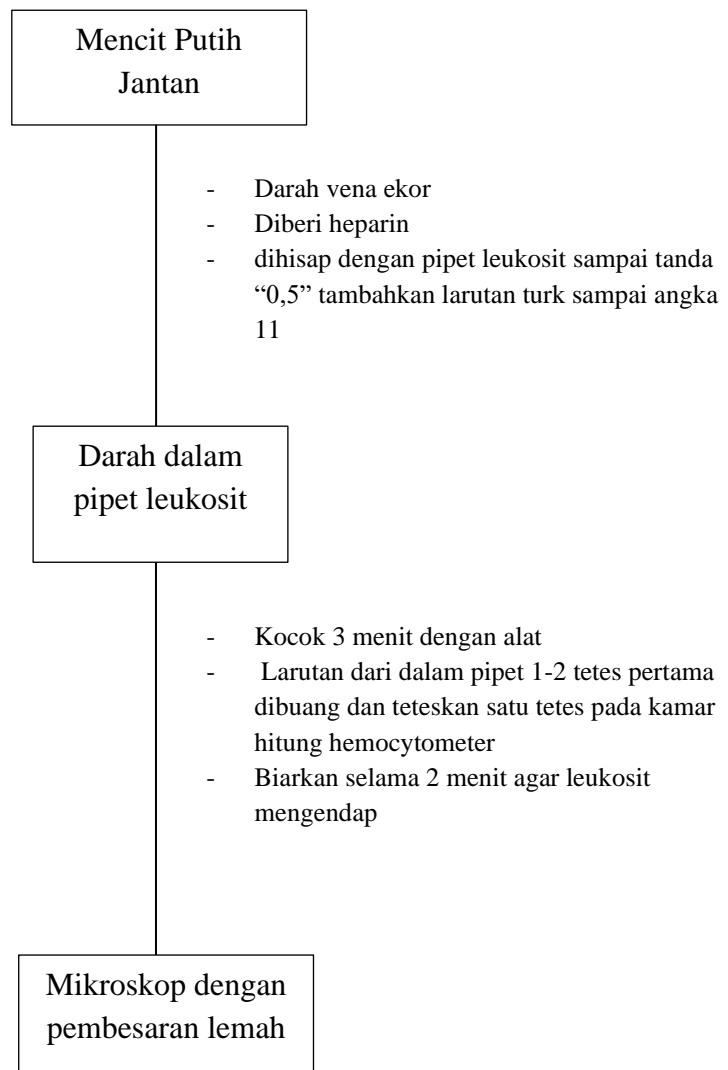 Mencit Putih
Jantan
- Darah vena ekor
- Diberi heparin
- dihisap dengan pipet leukosit sampai tanda
“0,5” tambahkan larutan turk sampai angka
11
Darah dalam
pipet leukosit
- Kocok 3 menit dengan alat
- Larutan dari dalam pipet 1-2 tetes pertama
dibuang dan teteskan satu tetes pada kamar
hitung hemocytometer
- Biarkan selama 2 menit agar leukosit
mengendap
Mikroskop dengan
pembesaran lemah